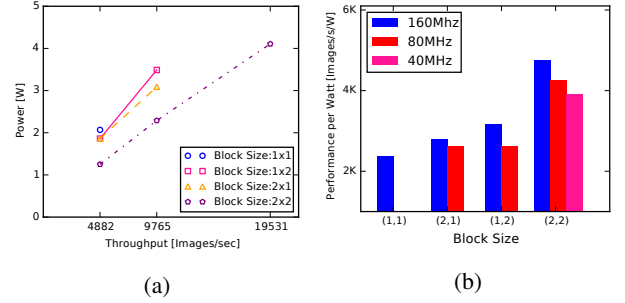 5
4
3
2
1
0
Power [W]
4882 9765 19531
Throughput [Images/sec]
Block Size:1x1
Block Size:1x2
Block Size:2x1
Block Size:2x2
(a)
6K
4K
2K
Performance per Watt [Images/s/W]
160Mhz
80MHz
40MHz
(1,1) (2,1) (1,2) (2,2)
Block Size
(b)